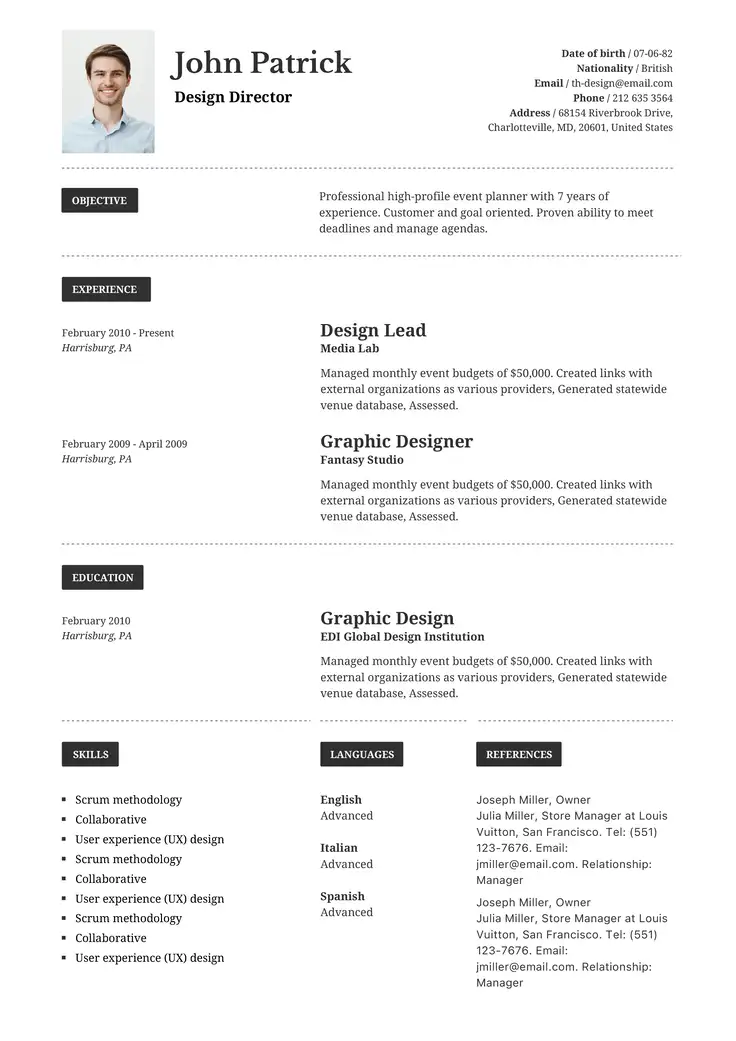 John Patrick
Design Director
Date of birth / 07-06-82
Nationality / British
Email / th-design@email.com
Phone / 212 635 3564
Address / 68154 Riverbrook Drive,
Charlotteville, MD, 20601, United States
OBJECTIVE
Professional high-profile event planner with 7 years of
experience. Customer and goal oriented. Proven ability to meet
deadlines and manage agendas.
EXPERIENCE
February 2010 - Present
Harrisburg, PA
Design Lead
Media Lab
Managed monthly event budgets of $50,000. Created links with
external organizations as various providers, Generated statewide
venue database, Assessed.
February 2009 - April 2009
Harrisburg, PA
Graphic Designer
Fantasy Studio
Managed monthly event budgets of $50,000. Created links with
external organizations as various providers, Generated statewide
venue database, Assessed.
EDUCATION
February 2010
Harrisburg, PA
Graphic Design
EDI Global Design Institution
Managed monthly event budgets of $50,000. Created links with
external organizations as various providers, Generated statewide
venue database, Assessed.
SKILLS
Scrum methodology
Collaborative
User experience (UX) design
Scrum methodology
Collaborative
User experience (UX) design
Scrum methodology
Collaborative
User experience (UX) design
LANGUAGES
English
Advanced
Italian
Advanced
Spanish
Advanced
REFERENCES
Joseph Miller, Owner
Julia Miller, Store Manager at Louis
Vuitton, San Francisco. Tel: (551)
123-7676. Email:
jmiller@email.com. Relationship:
Manager
Joseph Miller, Owner
Julia Miller, Store Manager at Louis
Vuitton, San Francisco. Tel: (551)
123-7676. Email:
jmiller@email.com. Relationship:
Manager